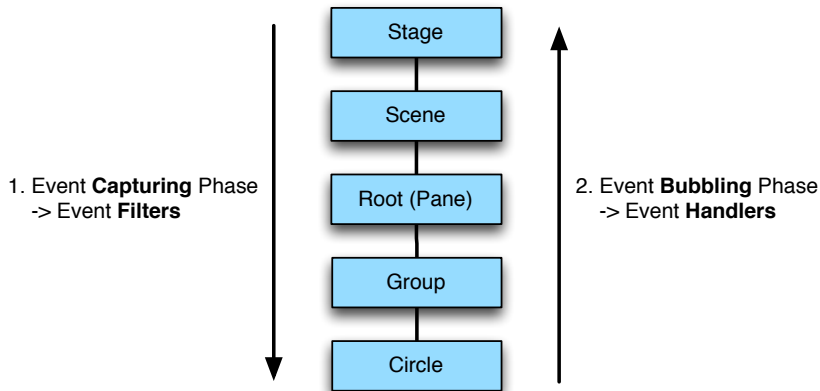 Stage
Scene
1. Event Capturing Phase
-> Event Filters
Root (Pane)
2. Event Bubbling Phase
-> Event Handlers
Group
Circle